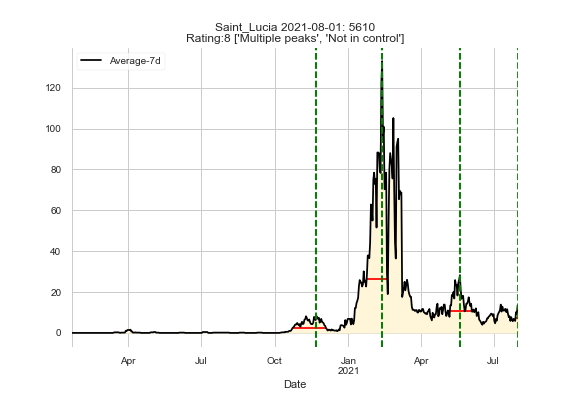 Saint_Lucia 2021-08-01: 5610
Rating:8 ['Multiple peaks', 'Not in control']
Average-7d
120
100
80
60
40
20
0
Apr
Jul
Oct
Jan
2021
Apr
Jul
Date